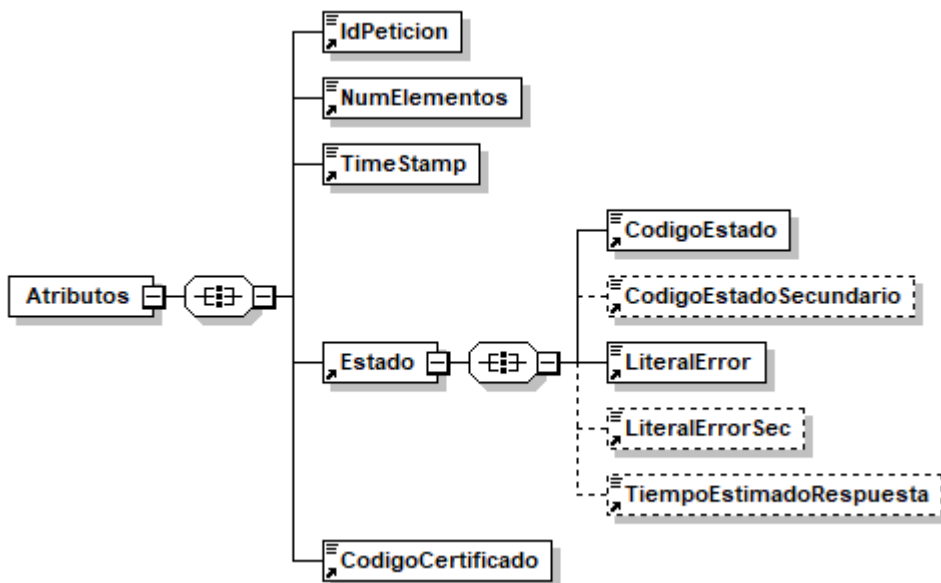 IdPeticion
NumElementos
TimeStamp
CodigoEstado
Atributos
CodigoEstadoSecundario
Estado
LiteralError
LiteralErrorSec
TiempoEstimadoRespuesta
CodigoCertificado